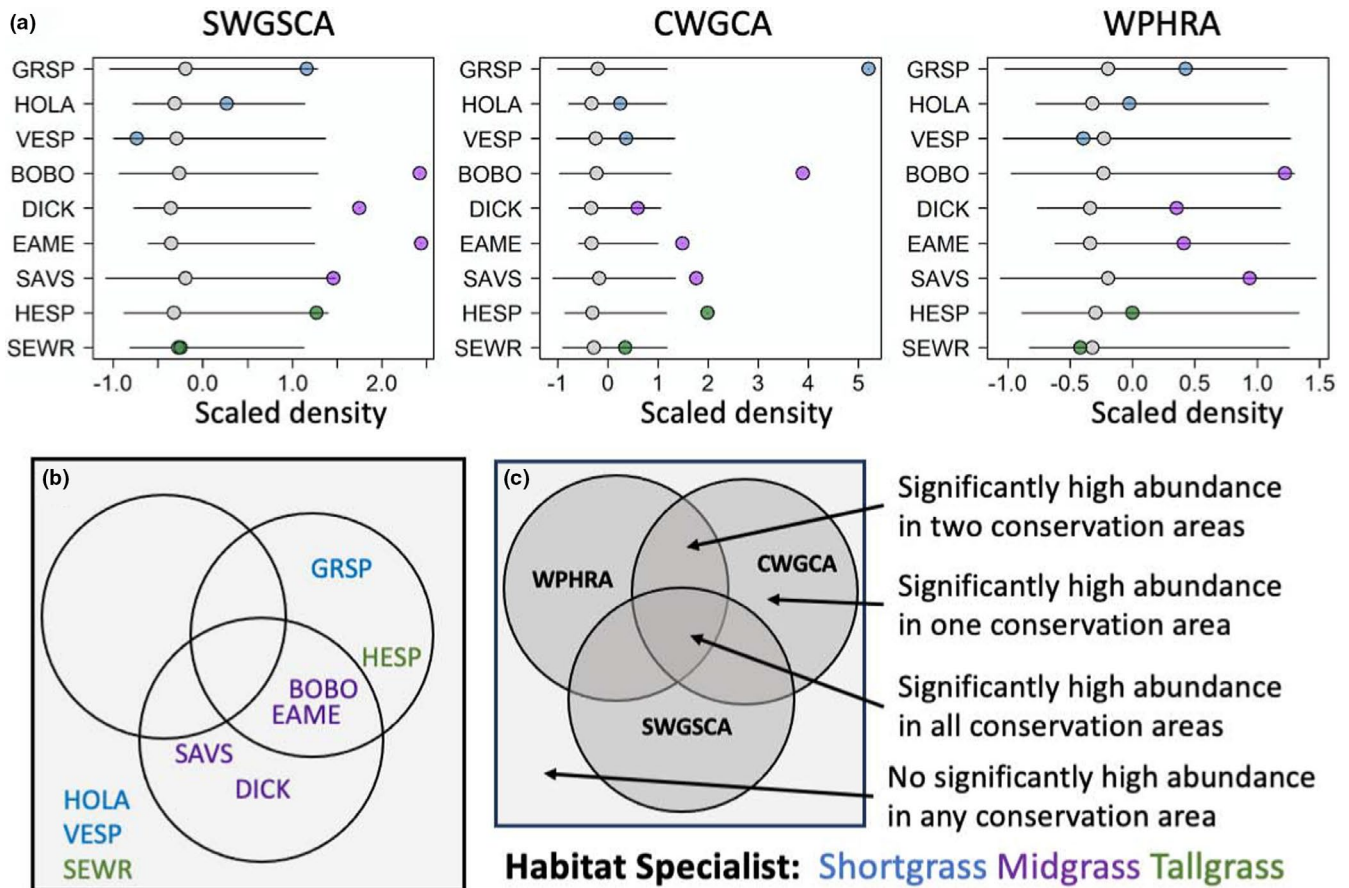 (a)
SWGSCA
CWGCA
WPHRA
GRSP
HOLA
VESP
BOBO
DICK
EAME
SAVS
HESP
SEWR
-1.0 0.0 1.0 2.0
Scaled density
GRSP
HOLA
VESP
BOBO
DICK
EAME
SAVS
HESP
SEWR
-1 0 1 2 3 4 5
Scaled density
GRSP
HOLA
VESP
BOBO
DICK
EAME
SAVS
HESP
SEWR
-1.0 -0.5 0.0 0.5 1.0 1.5
Scaled density
(b)
GRSP
HESP
BOBO
EAME
SAVS
DICK
HOLA
VESP
SEWR
(c)
WPHRA
CWGCA
SWGSCA
Significantly high abundance
in two conservation areas
Significantly high abundance
in one conservation area
Significantly high abundance
in all conservation areas
No significantly high abundance
in any conservation area
Habitat Specialist: Shortgrass Midgrass Tallgrass